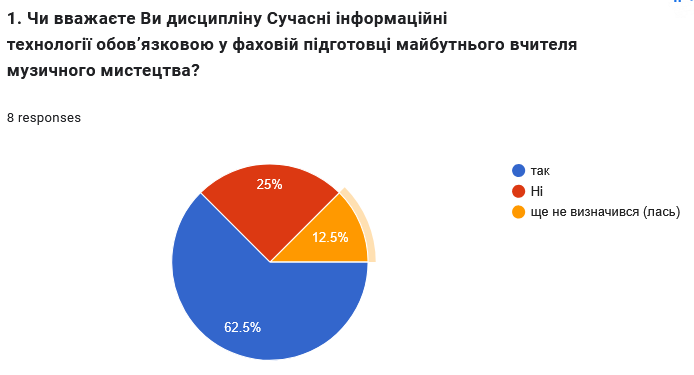 1. Чи вважаєте Ви дисципліну Сучасні інформаційні
технології обов’язковою у фаховій підготовці майбутнього вчителя
музичного мистецтва?
8 responses
25%
12.5%
62.5%
так
Ні
ще не визначився (лась)